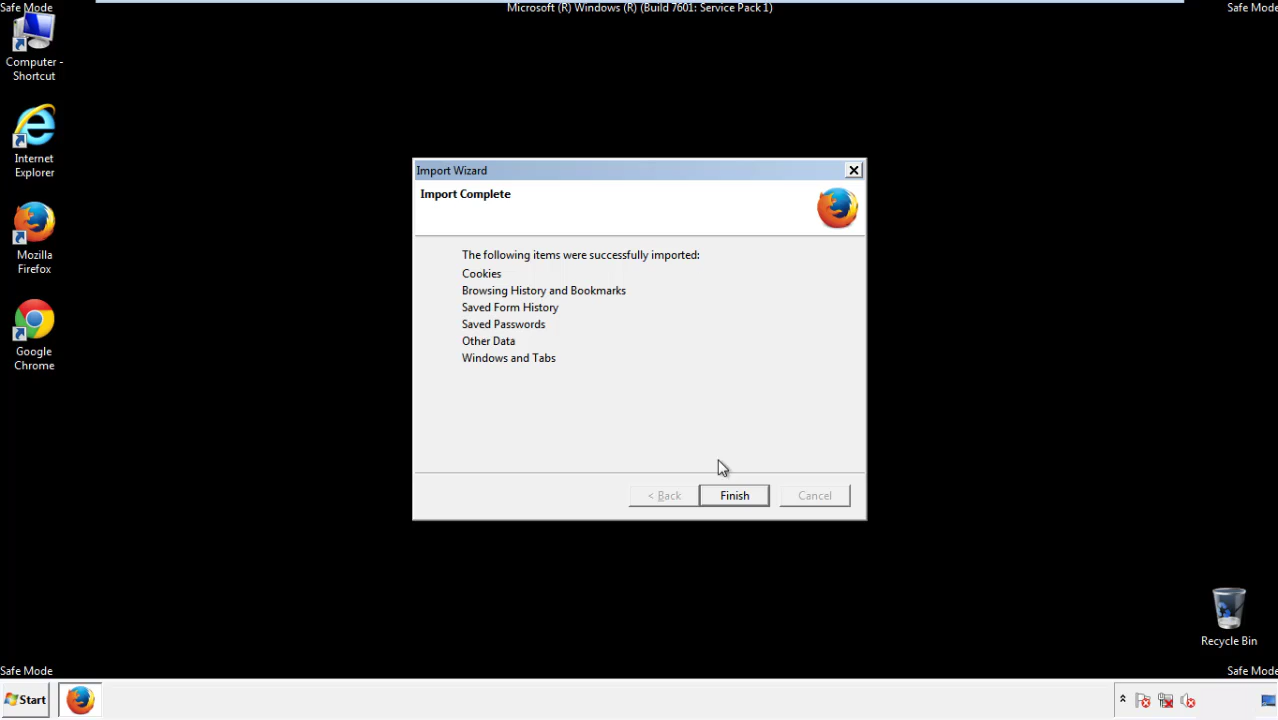 Safe Mode
Microsoft (R) Windows (R) (Build 7601: Service Pack 1)
Safe Mode
Computer -
Shortcut
Internet
Explorer
Mozilla
Firefox
Google
Chrome
Import Wizard
Import Complete
The following items were successfully imported:
Cookies
Browsing History and Bookmarks
Saved Form History
Saved Passwords
Other Data
Windows and Tabs
< Back
Finish
Cancel
Recycle Bin
Safe Mode
Safe Mode
Start